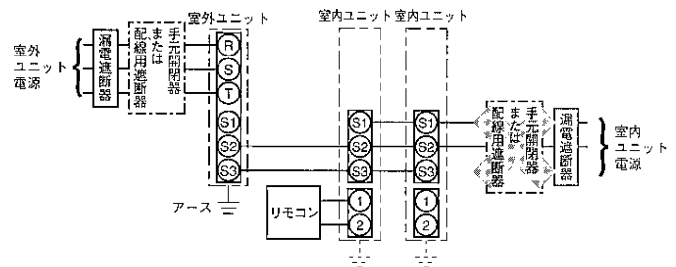 室外ユニット
室内ユニット
室内ユニット
室外
ユニット
電源
漏電遮断器
手元開閉器
または
配線用遮断器
R
S
T
S1
S2
S3
アース
リモコン
S1
S2
S3
1
2
S1
S2
S3
1
2
手元開閉器
または
配線用遮断器
漏電遮断器
室内
ユニット
電源